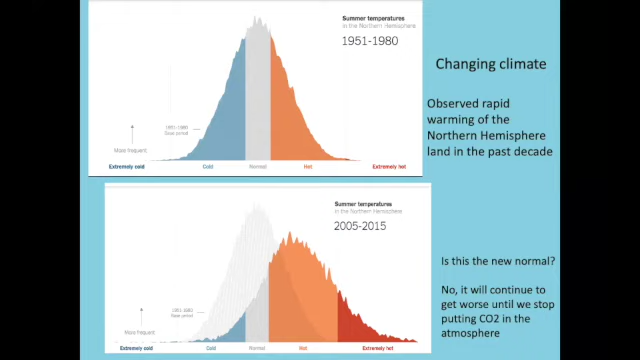 Summer temperatures
in the Northern Hemisphere
1951-1980
1951-1980
Base period
More frequent
Extremely cold
Cold
Normal
Hot
Extremely hot
Changing climate
Observed rapid
warming of the
Northern Hemisphere
land in the past decade
Summer temperatures
in the Northern Hemisphere
2005-2015
1951-1980
Base period
More frequent
Extremely cold
Cold
Normal
Hot
Extremely hot
Is this the new normal?
No, it will continue to
get worse until we stop
putting CO2 in the
atmosphere